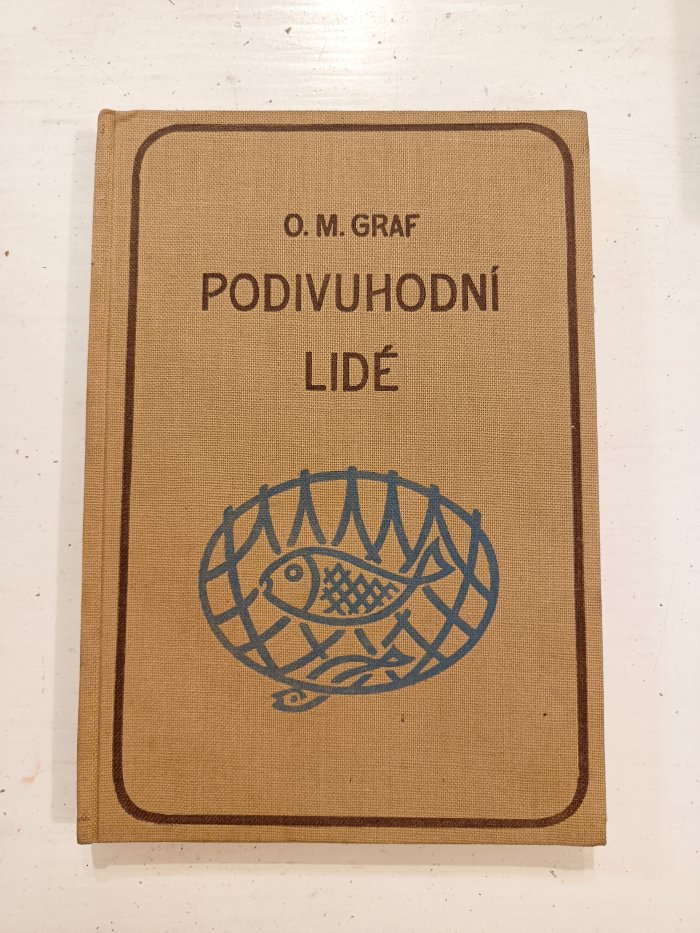 O. M. GRAF
PODIVUHODNÍ
LIDÉ